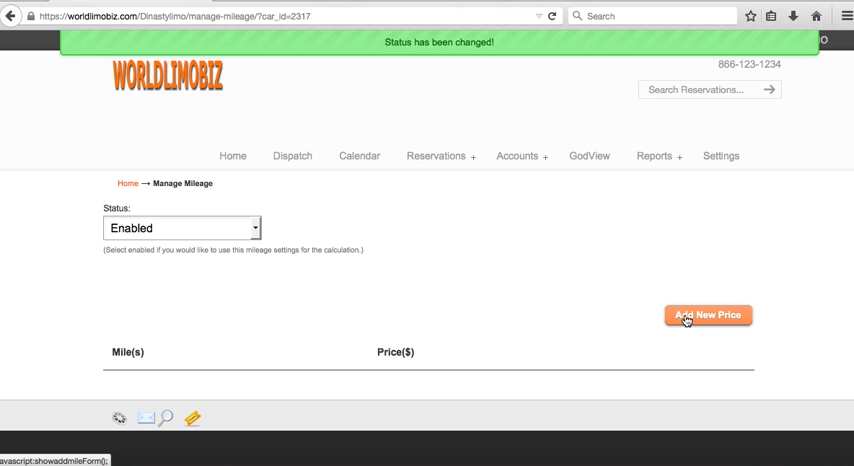 https://worldlimobiz.com/Dinastylimo/manage-mileage/?car_id=2317
Search
Status has been changed!
O
WORLDLIMOBIZ
866-123-1234
Search Reservations...
Home Dispatch Calendar Reservations + Accounts + GodView Reports + Settings
Home → Manage Mileage
Status:
Enabled
(Select enabled if you would like to use this mileage settings for the calculation.)
Add New Price
Mile(s) Price($)
avascript:showaddmileForm();